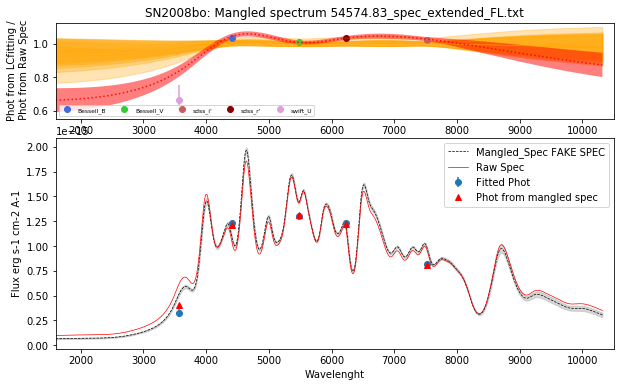 SN2008bo: Mangled spectrum 54574.83_spec_extended_FL.txt
Phot from LCfitting /
Phot from Raw Spec
1.0
0.8
0.6
Bessell_B
Bessell_V
sdss_i'
sdss_r'
swift_U
2000 3000 4000 5000 6000 7000 8000 9000 10000
Flux erg s-1 cm-2 A-1
2.00
1.75
1.50
1.25
1.00
0.75
0.50
0.25
0.00
Mangled_Spec FAKE SPEC
Raw Spec
Fitted Phot
Phot from mangled spec
2000 3000 4000 5000 6000 7000 8000 9000 10000
Wavelenght